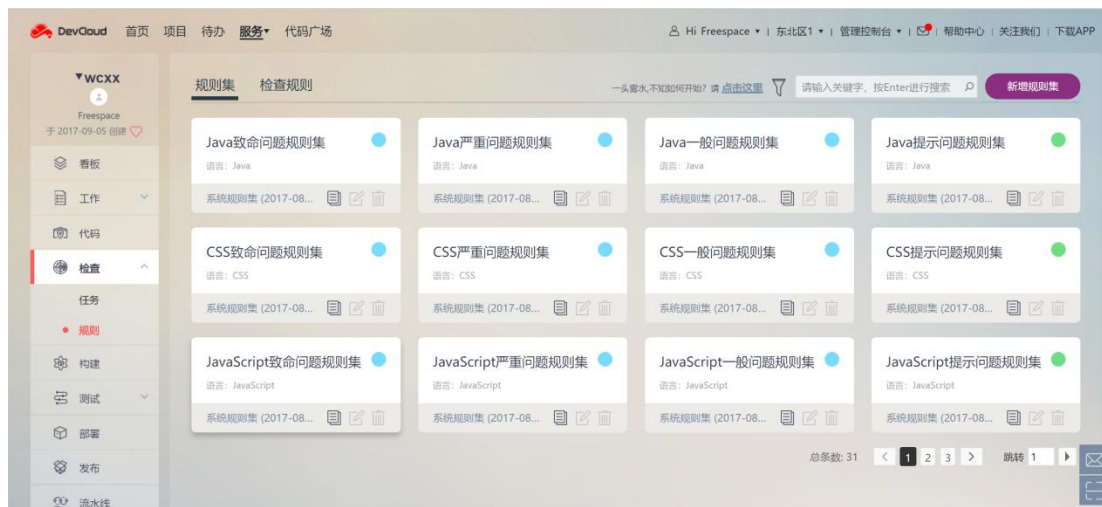 DevCloud 首页 项目 待办 服务▾ 代码广场 Hi Freespace ▾ | 东北区1 ▾ | 管理控制台 ▾ | 帮助中心 | 关注我们 | 下载APP
▾WCXX
Freespace
于 2017-09-05 创建
看板
工作
代码
检查
任务
规则
构建
测试
部署
发布
流水线
规则集 检查规则 一头雾水,不知如何开始? 请 点击这里 请输入关键字, 按Enter进行搜索 新增规则集
Java致命问题规则集 Java严重问题规则集 Java一般问题规则集 Java提示问题规则集
语言: Java 语言: Java 语言: Java 语言: Java
系统规则集 (2017-08... 系统规则集 (2017-08... 系统规则集 (2017-08... 系统规则集 (2017-08...
CSS致命问题规则集 CSS严重问题规则集 CSS一般问题规则集 CSS提示问题规则集
语言: CSS 语言: CSS 语言: CSS 语言: CSS
系统规则集 (2017-08... 系统规则集 (2017-08... 系统规则集 (2017-08... 系统规则集 (2017-08...
JavaScript致命问题规则集 JavaScript严重问题规则集 JavaScript一般问题规则集 JavaScript提示问题规则集
语言: JavaScript 语言: JavaScript 语言: JavaScript 语言: JavaScript
系统规则集 (2017-08... 系统规则集 (2017-08... 系统规则集 (2017-08... 系统规则集 (2017-08...
总条数: 31 < 1 2 3 > 跳转 1